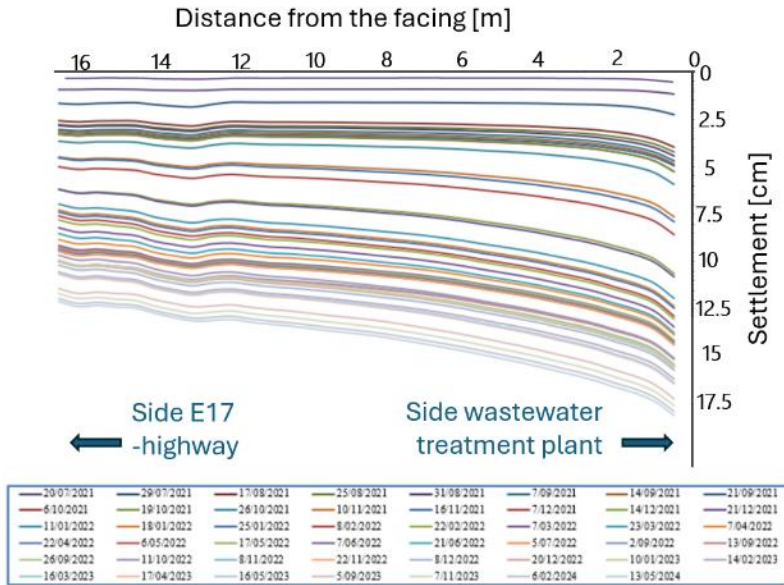 Distance from the facing [m]
16 14 12 10 8 6 4 2 0
0
2.5
5
7.5
10
12.5
15
17.5
Settlement [cm]
Side E17
-highway
Side wastewater
treatment plant
20/07/2021 29/07/2021 17/08/2021 25/08/2021 31/08/2021 7/09/2021 14/09/2021 21/09/2021
6/10/2021 19/10/2021 26/10/2021 10/11/2021 16/11/2021 7/12/2021 14/12/2021 21/12/2021
11/01/2022 18/01/2022 25/01/2022 8/02/2022 22/02/2022 7/03/2022 23/03/2022 7/04/2022
22/04/2022 6/05/2022 17/05/2022 7/06/2022 21/06/2022 5/07/2022 2/09/2022 13/09/2022
26/09/2022 11/10/2022 8/11/2022 22/11/2022 8/12/2022 20/12/2022 10/01/2023 14/02/2023
16/03/2023 17/04/2023 16/05/2023 5/09/2023 7/11/2023 6/02/2024 13/05/2024